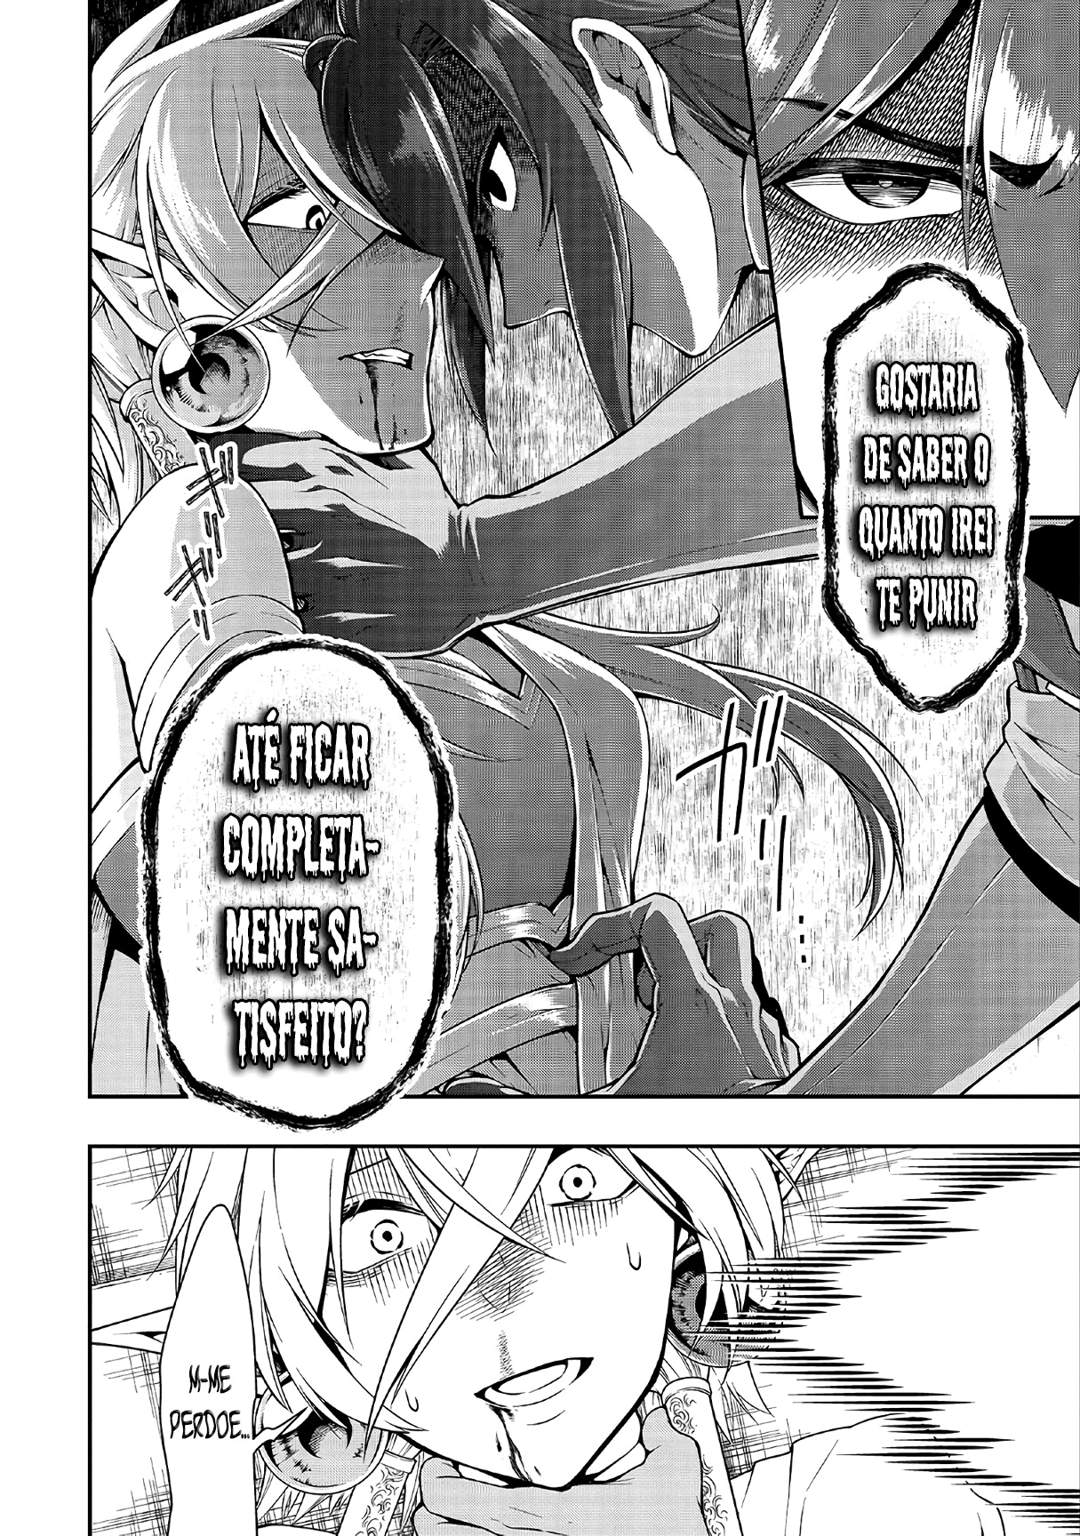 GOSTARIA
DE SABER O
QUANTO IREI
TE PUNIR
ATÉ FICAR
COMPLETA-
MENTE SA-
TISFEITO?
M-ME
PERDOE...